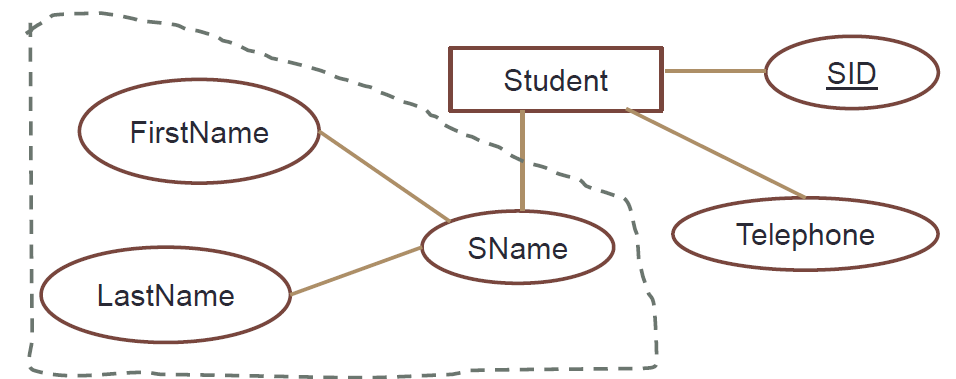 Student
SID
FirstName
SName
Telephone
LastName